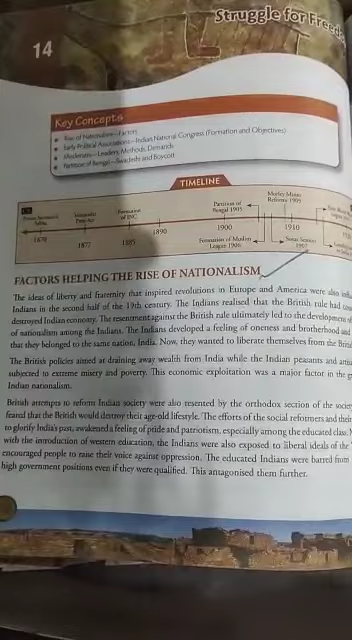 Struggle for Freed
14
Key Concepts
Rise of Nationalism—Factors
Early Political Associations—Indian National Congress (Formation and Objectives)
Moderates—Leaders, Methods, Demands
Partition of Bengal—Swadeshi and Boycott
TIMELINE
Partition of Bengal 1905
Morley Minto Reforms 1909
Formation of INC
1870
1877
1885
1890
1900
1910
Formation of Muslim League 1906
Surat Session 1907
FACTORS HELPING THE RISE OF NATIONALISM
The ideas of liberty and fraternity that inspired revolutions in Europe and America were also
Indians in the second half of the 19th century. The Indians realised that the British rule had
destroyed Indian economy. The resentment against the British rule ultimately led to the development of
of nationalism among the Indians. The Indians developed a feeling of oneness and brotherhood and
that they belonged to the same nation, India. Now, they wanted to liberate themselves from the Brit
The British policies aimed at draining away wealth from India while the Indian peasants and
subjected to extreme misery and poverty. This economic exploitation was a major factor in the
Indian nationalism.
British attempts to reform Indian society were also resented by the orthodox section of the society
feared that the British would destroy their age-old lifestyle. The efforts of the social reformers and their
to glorify India's past, awakened a feeling of pride and patriotism, especially among the educated class.
with the introduction of western education, the Indians were also exposed to liberal ideals of the
encouraged people to raise their voice against oppression. The educated Indians were barred from
high government positions even if they were qualified. This antagonised them further.